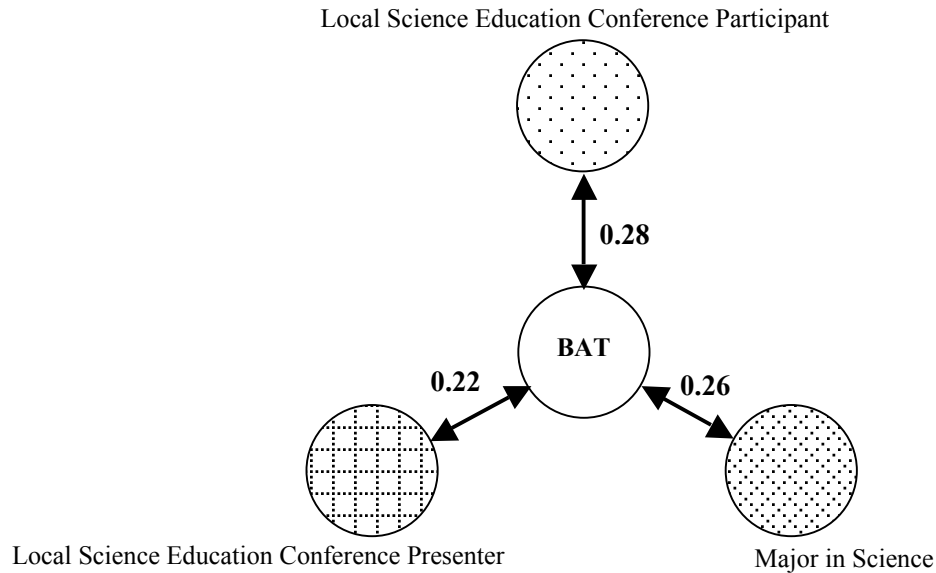 Local Science Education Conference Participant
0.28
BAT
0.22
0.26
Local Science Education Conference Presenter
Major in Science